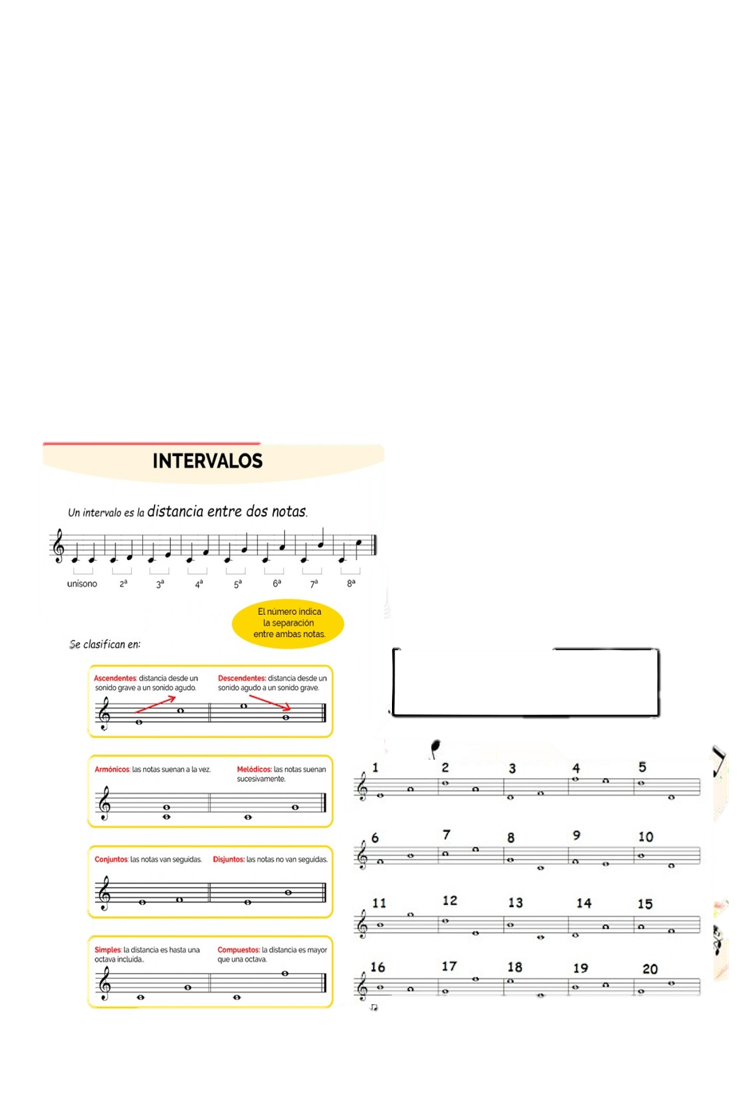 INTERVALOS
Un intervalo es la distancia entre dos notas.
unísono 2ª 3ª 4ª 5ª 6ª 7ª 8ª
El número indica
la separación
entre ambas notas.
Se clasifican en:
Ascendentes: distancia desde un
sonido grave a un sonido agudo.
Descendentes: distancia desde un
sonido agudo a un sonido grave.
Armónicos: las notas suenan a la vez.
Melódicos: las notas suenan
sucesivamente.
Conjuntos: las notas van seguidas.
Disjuntos: las notas no van seguidas.
Simples: la distancia es hasta una
octava incluida.
Compuestos: la distancia es mayor
que una octava.
1 2 3 4 5
6 7 8 9 10
11 12 13 14 15
16 17 18 19 20